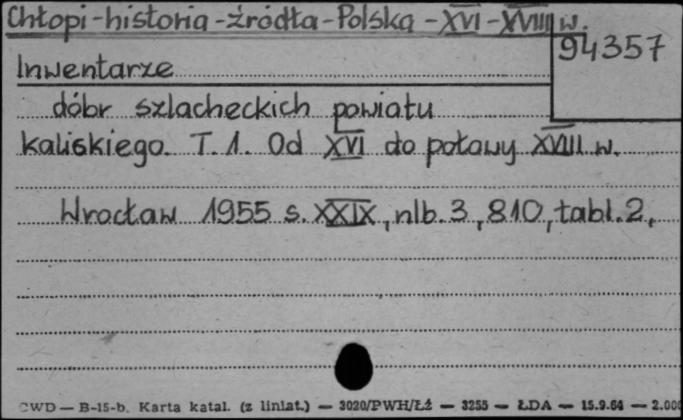 Chłopi-historia-źródła-Polska-XVI-XVIII w.
94357
Inwentarze
dóbr szlacheckich powiatu
kaliskiego. T. 1. Od XVI do połowy XVIII w.
Wrocław 1955 s. XXIX, nlb. 3, 810, tabl. 2.
CWD — B-15-b. Karta katal. (z liniat.) — 3020/PWH/Łż — 3255 — ŁDA — 15.9.64 — 2.000